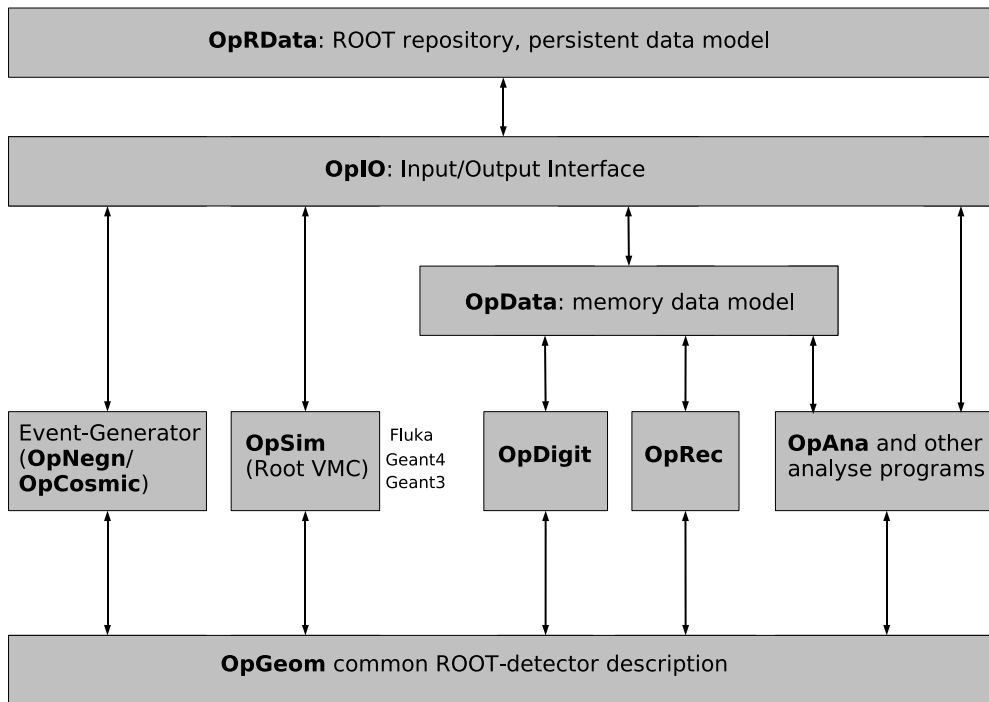 OpRData: ROOT repository, persistent data model
OpIO: Input/Output Interface
OpData: memory data model
Event-Generator
(OpNegn/
OpCosmic)
OpSim
(Root VMC)
Fluka
Geant4
Geant3
OpDigit
OpRec
OpAna and other
analyse programs
OpGeom common ROOT-detector description